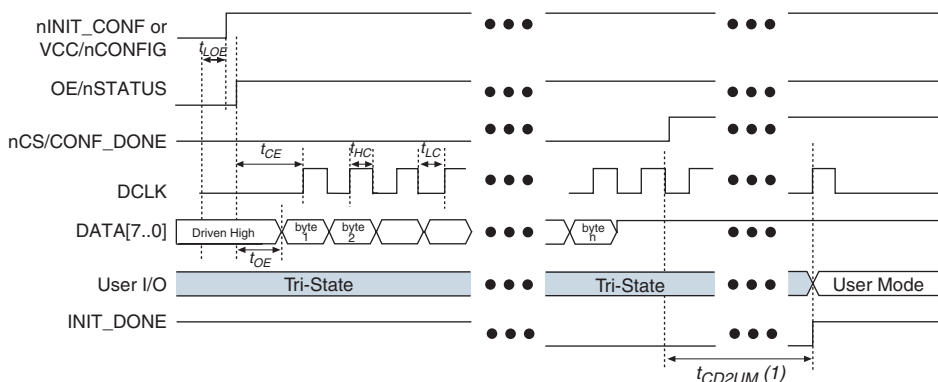 nINIT_CONF or
VCC/nCONFIG
tLOE
OE/nSTATUS
nCS/CONF_DONE
tCE
tHC
tLC
DCLK
DATA[7..0]
Driven High
byte
1
byte
2
byte
n
tOE
User I/O
Tri-State
Tri-State
User Mode
INIT_DONE
tCD2UM (1)